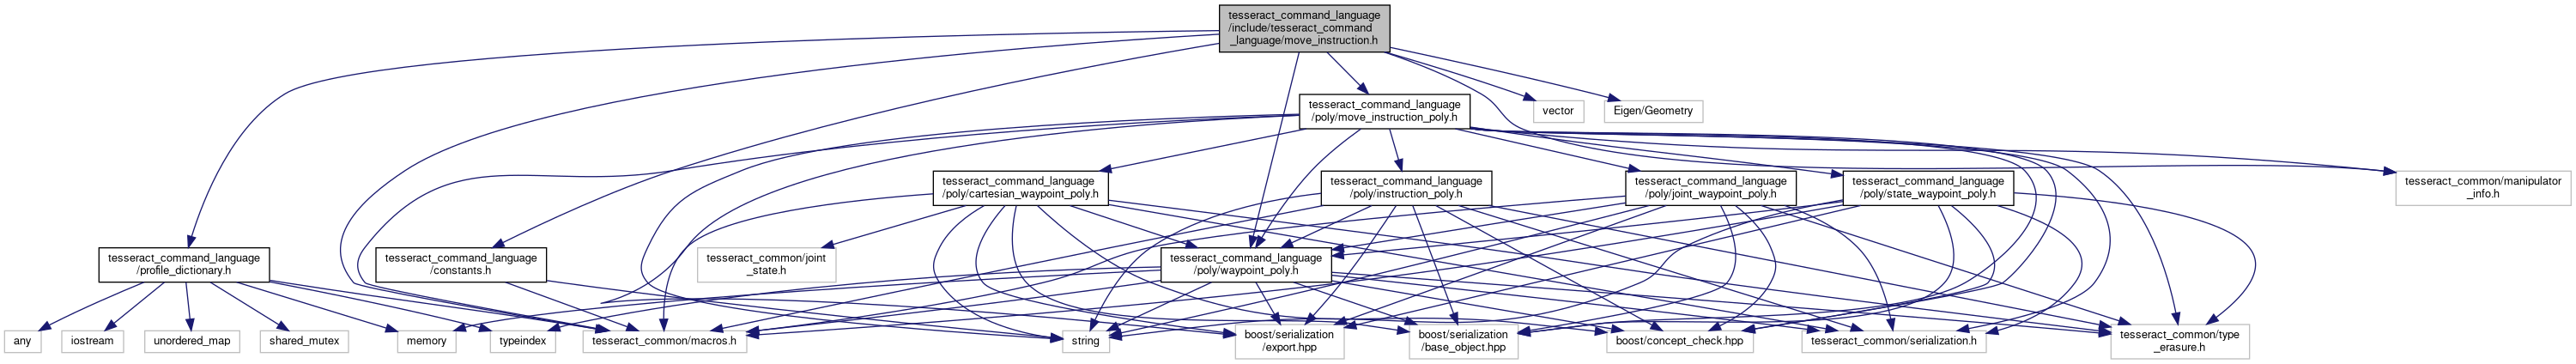 tesseract_command_language
/include/tesseract_command
_language/move_instruction.h
tesseract_command_language
/poly/move_instruction_poly.h
vector
Eigen/Geometry
tesseract_command_language
/poly/cartesian_waypoint_poly.h
tesseract_command_language
/poly/instruction_poly.h
tesseract_command_language
/poly/joint_waypoint_poly.h
tesseract_command_language
/poly/state_waypoint_poly.h
tesseract_common/manipulator
_info.h
tesseract_command_language
/profile_dictionary.h
tesseract_command_language
/constants.h
tesseract_common/joint
_state.h
tesseract_command_language
/poly/waypoint_poly.h
any
iostream
unordered_map
shared_mutex
memory
typeindex
tesseract_common/macros.h
string
boost/serialization
/export.hpp
boost/serialization
/base_object.hpp
boost/concept_check.hpp
tesseract_common/serialization.h
tesseract_common/type
_erasure.h